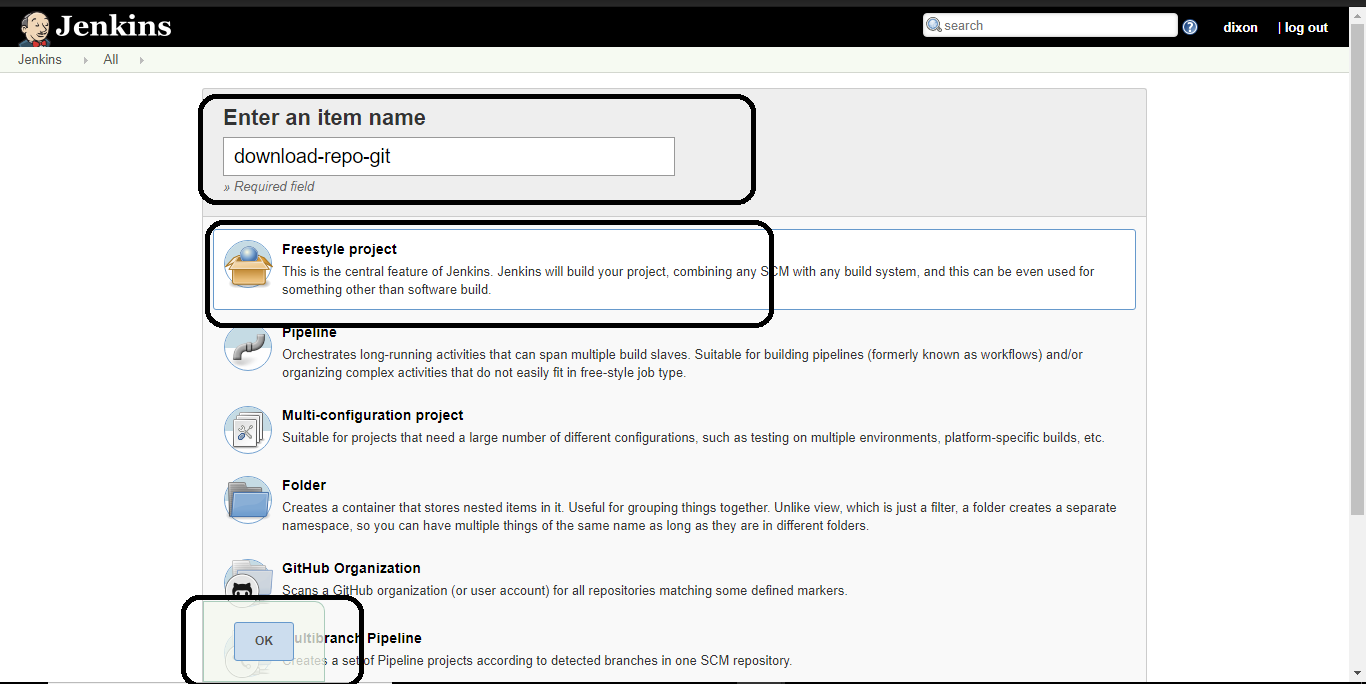 Jenkins
search
dixon
| log out
Jenkins
All
Enter an item name
download-repo-git
» Required field
Freestyle project
This is the central feature of Jenkins. Jenkins will build your project, combining any SCM with any build system, and this can be even used for
something other than software build.
Pipeline
Orchestrates long-running activities that can span multiple build slaves. Suitable for building pipelines (formerly known as workflows) and/or
organizing complex activities that do not easily fit in free-style job type.
Multi-configuration project
Suitable for projects that need a large number of different configurations, such as testing on multiple environments, platform-specific builds, etc.
Folder
Creates a container that stores nested items in it. Useful for grouping things together. Unlike view, which is just a filter, a folder creates a separate
namespace, so you can have multiple things of the same name as long as they are in different folders.
GitHub Organization
Scans a GitHub organization (or user account) for all repositories matching some defined markers.
OK
Multibranch Pipeline
Creates a set of Pipeline projects according to detected branches in one SCM repository.